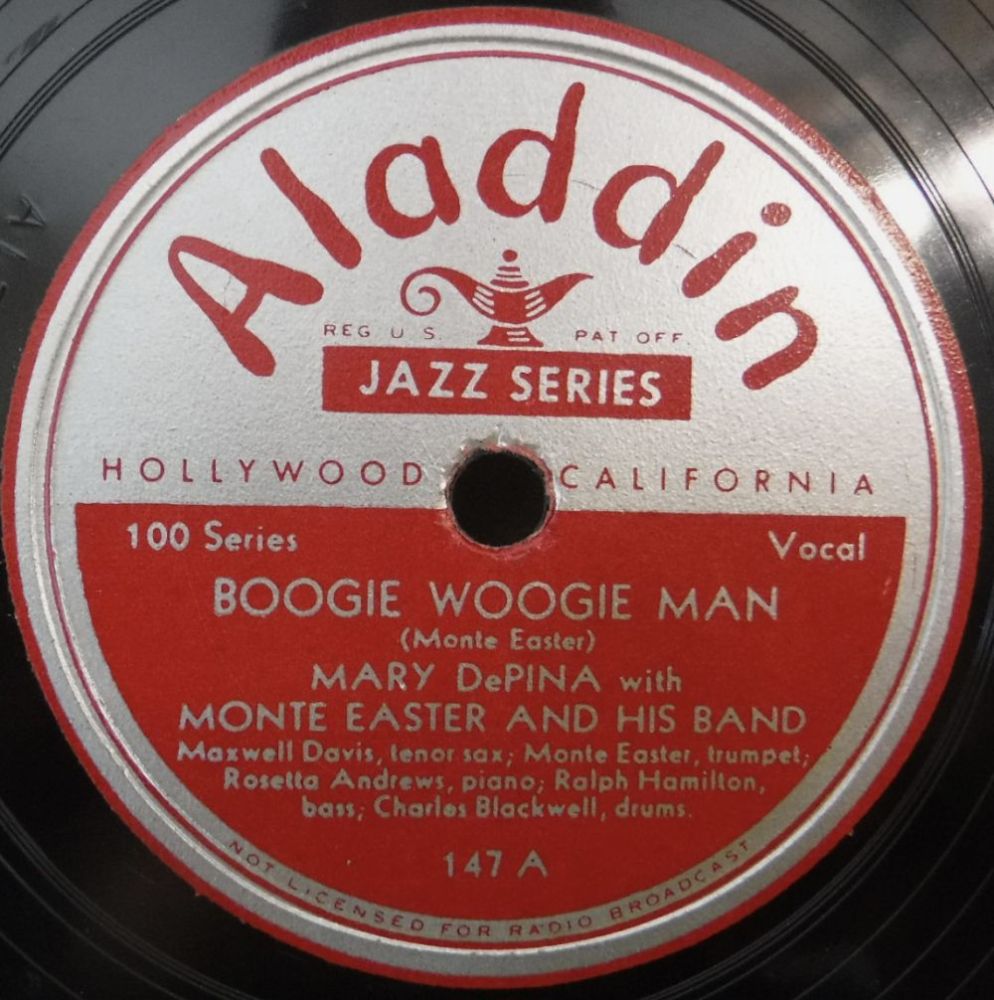 Aladdin
REG U.S. PAT OFF.
JAZZ SERIES
HOLLYWOOD CALIFORNIA
100 Series Vocal
BOOGIE WOOGIE MAN
(Monte Easter)
MARY DePINA with
MONTE EASTER AND HIS BAND
Maxwell Davis, tenor sax; Monte Easter, trumpet;
Rosetta Andrews, piano; Ralph Hamilton,
bass; Charles Blackwell, drums.
147 A
NOT LICENSED FOR RADIO BROADCAST